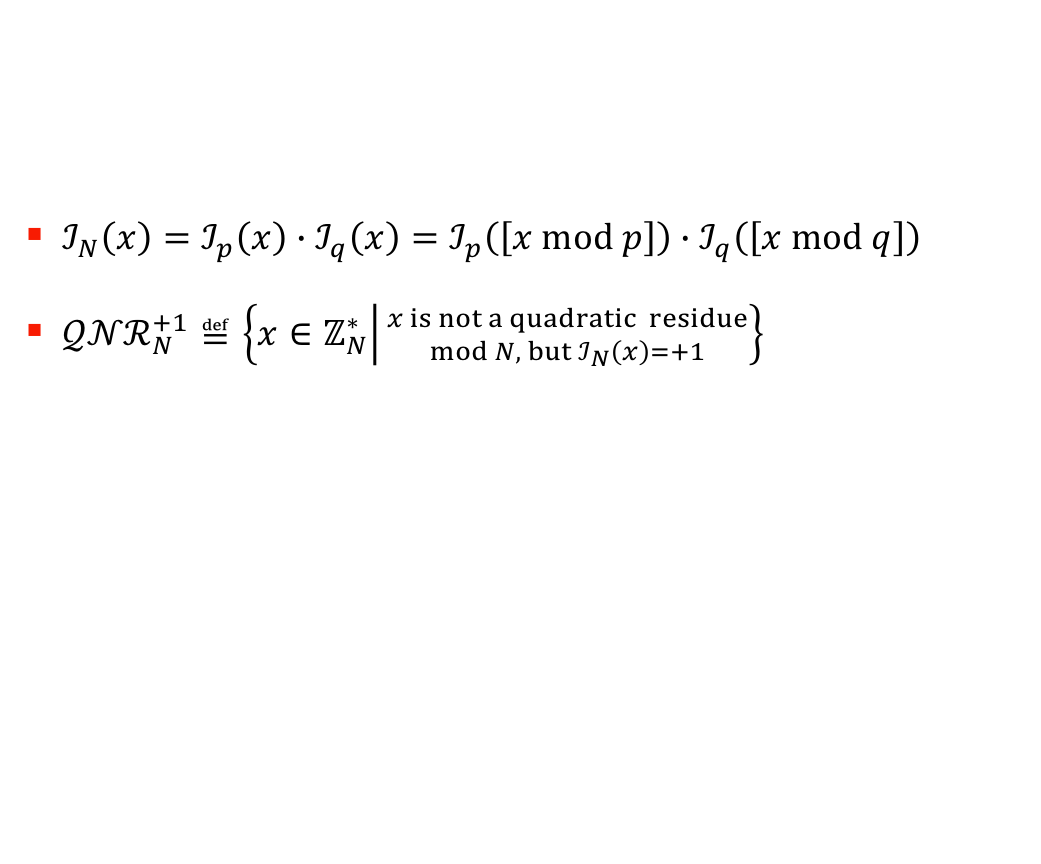 ▪ 𝒥_N(x) = 𝒥_p(x) · 𝒥_q(x) = 𝒥_p([x mod p]) · 𝒥_q([x mod q])
▪ 𝒬𝒩ℛ_N^{+1} ≝ {x ∈ ℤ_N^* | x is not a quadratic residue
mod N, but 𝒥_N(x)=+1}